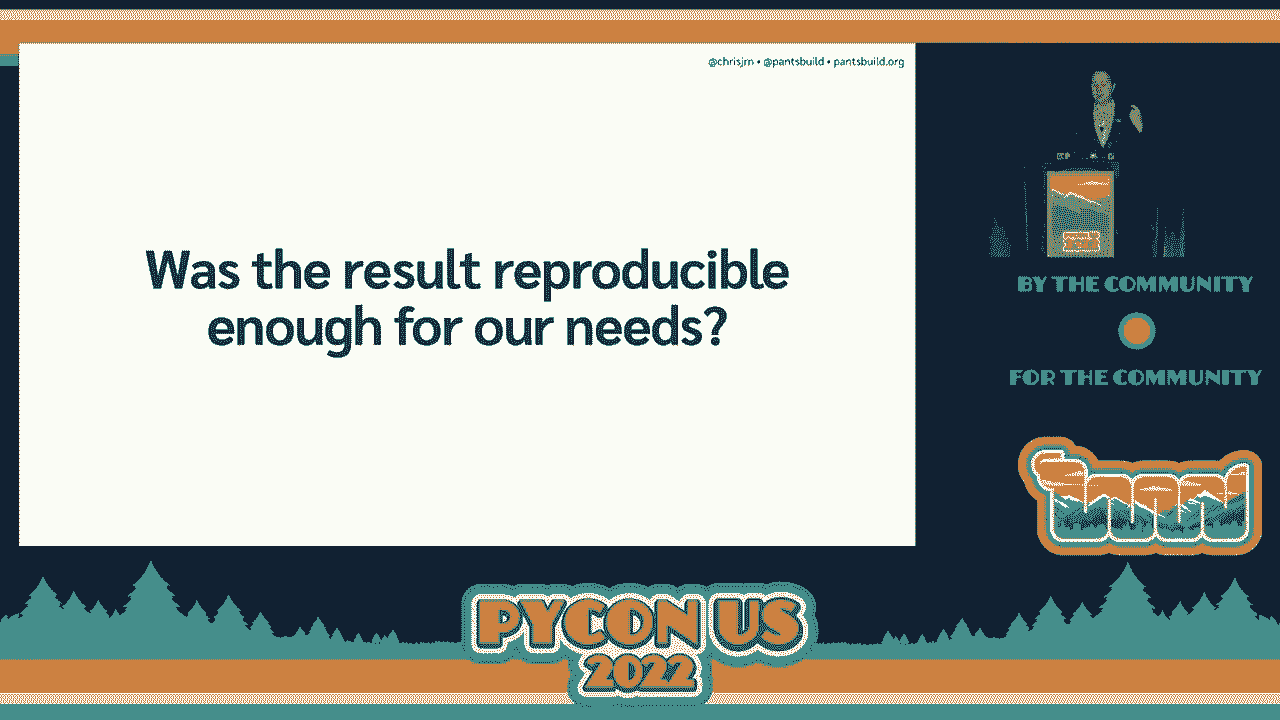 @chrisjrn • @pantsbuild • pantsbuild.org
Was the result reproducible
enough for our needs?
BY THE COMMUNITY
FOR THE COMMUNITY
PYCON US
2022